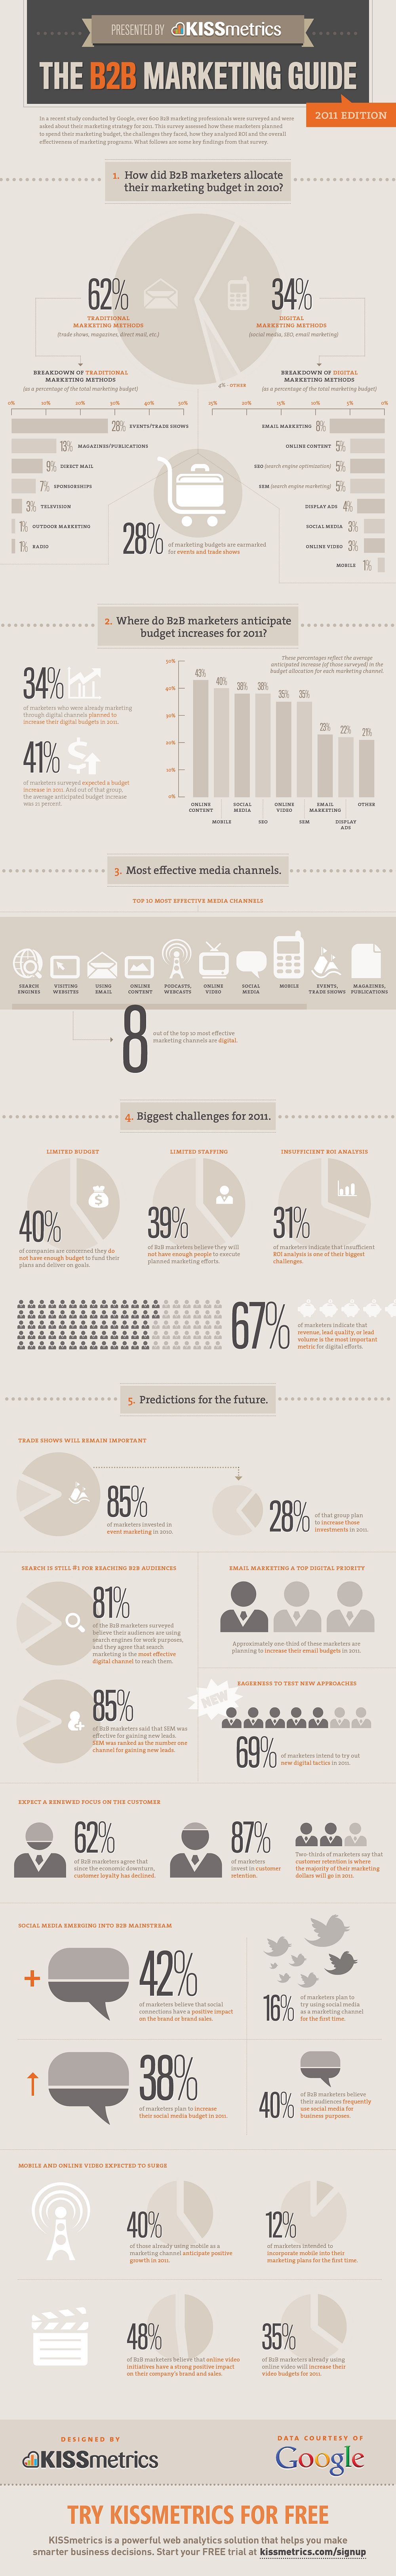 PRESENTED BY KISSmetrics
THE B2B MARKETING GUIDE
2011 EDITION
In a most study conducted by Google, over 600 B2B marketing professionals were surveyed and were
asked about their marketing strategy for 2011. This survey assessed how these marketers planned
to spend their marketing budget, the challenges they faced, how they analyzed ROI and the overall
effectiveness of marketing programs. What follows are some key findings from that survey.
1. How did B2B marketers allocate
their marketing budget in 2010?
62%
TRADITIONAL
MARKETING METHODS
(trade shows, magazines, direct mail, etc.)
34%
DIGITAL
MARKETING METHODS
(social media, SEO, email marketing)
4% - OTHER
BREAKDOWN OF TRADITIONAL
MARKETING METHODS
(as a percentage of the total marketing budget)
0% 10% 20% 30% 40% 50%
28% EVENTS/TRADE SHOWS
13% MAGAZINES/PUBLICATIONS
9% DIRECT MAIL
7% SPONSORSHIPS
3% TELEVISION
1% OUTDOOR MARKETING
1% RADIO
BREAKDOWN OF DIGITAL
MARKETING METHODS
(as a percentage of the total marketing budget)
25% 20% 15% 10% 5% 0%
EMAIL MARKETING 8%
ONLINE CONTENT 5%
SEO (search engine optimization) 5%
SEM (search engine marketing) 5%
DISPLAY ADS 4%
SOCIAL MEDIA 3%
ONLINE VIDEO 3%
MOBILE 1%
28%
of marketing budgets are earmarked
for events and trade shows
2. Where do B2B marketers anticipate
budget increases for 2011?
34%
of marketers who were already marketing
through digital channels planned to
increase their digital budgets in 2011.
41%
of marketers surveyed expected a budget
increase in 2011. And out of that group,
the average anticipated budget increase
was 21 percent.
These percentages reflect the average
anticipated increase (of those surveyed) in the
budget allocation for each marketing channel.
50%
40%
30%
20%
10%
0%
43% 40% 38% 38% 35% 35% 23% 22% 21%
ONLINE CONTENT
MOBILE
SOCIAL MEDIA
SEO
ONLINE VIDEO
SEM
EMAIL MARKETING
DISPLAY ADS
OTHER
3. Most effective media channels.
TOP 10 MOST EFFECTIVE MEDIA CHANNELS
SEARCH ENGINES
VISITING WEBSITES
USING EMAIL
ONLINE CONTENT
PODCASTS, WEBCASTS
ONLINE VIDEO
SOCIAL MEDIA
MOBILE
EVENTS, TRADE SHOWS
MAGAZINES, PUBLICATIONS
8
out of the top 10 most effective
marketing channels are digital.
4. Biggest challenges for 2011.
LIMITED BUDGET
40%
of companies are concerned they do
not have enough budget to fund their
plans and deliver on goals.
LIMITED STAFFING
39%
of B2B marketers believe they will
not have enough people to execute
planned marketing efforts.
INSUFFICIENT ROI ANALYSIS
31%
of marketers indicate that insufficient
ROI analysis is one of their biggest
challenges.
67%
of marketers indicate that
revenue, lead quality, or lead
volume is the most important
metric for digital efforts.
5. Predictions for the future.
TRADE SHOWS WILL REMAIN IMPORTANT
85%
of marketers invested in
event marketing in 2010.
28%
of that group plan
to increase those
investments in 2011.
SEARCH IS STILL #1 FOR REACHING B2B AUDIENCES
81%
of the B2B marketers surveyed
believe their audiences are using
search engines for work purposes,
and they agree that search
marketing is the most effective
digital channel to reach them.
85%
of B2B marketers said that SEM was
effective for gaining new leads.
SEM was ranked as the number one
channel for gaining new leads.
EMAIL MARKETING A TOP DIGITAL PRIORITY
Approximately one third of these marketers are
planning to increase their email budgets in 2011.
EAGERNESS TO TEST NEW APPROACHES
NEW
69%
of marketers intend to try out
new digital tactics in 2011.
EXPECT A RENEWED FOCUS ON THE CUSTOMER
62%
of B2B marketers agree that
since the economic downturn,
customer loyalty has declined.
87%
of marketers
invest in customer
retention.
Two-thirds of marketers say that
customer retention is where
the majority of their marketing
dollars will go in 2011.
SOCIAL MEDIA EMERGING INTO B2B MAINSTREAM
+
42%
of marketers believe that social
connections have a positive impact
on the brand or brand sales.
16%
of marketers plan to
try using social media
as a marketing channel
for the first time.
38%
of marketers plan to increase
their social media budget in 2011.
40%
of B2B marketers believe
their audiences frequently
use social media for
business purposes.
MOBILE AND ONLINE VIDEO EXPECTED TO SURGE
40%
of those already using mobile as a
marketing channel anticipate positive
growth in 2011.
12%
of marketers intended to
incorporate mobile into their
marketing plans for the first time.
48%
of B2B marketers believe that online video
initiatives have a strong positive impact
on their company's brand and sales.
35%
of B2B marketers already using
online video will increase their
video budgets for 2011.
DESIGNED BY
KISSmetrics
DATA COURTESY OF
Google
TRY KISSMETRICS FOR FREE
KISSmetrics is a powerful web analytics solution that helps you make
smarter business decisions. Start your FREE trial at kissmetrics.com/signup